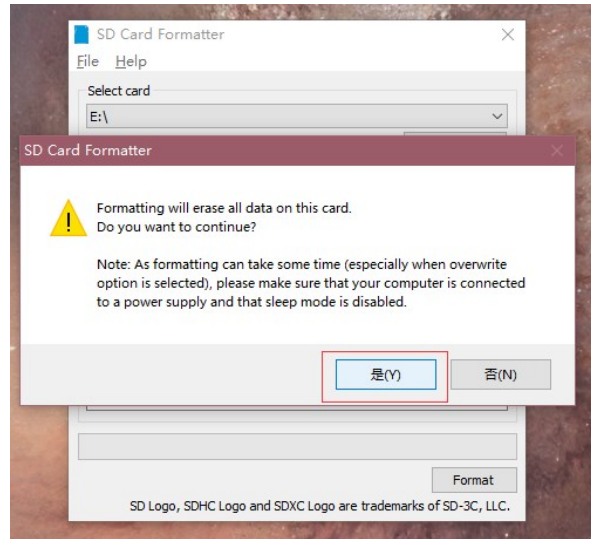 SD Card Formatter
File Help
Select card
E:\
SD Card Formatter
Formatting will erase all data on this card.
Do you want to continue?
Note: As formatting can take some time (especially when overwrite
option is selected), please make sure that your computer is connected
to a power supply and that sleep mode is disabled.
是(Y) 否(N)
Format
SD Logo, SDHC Logo and SDXC Logo are trademarks of SD-3C, LLC.